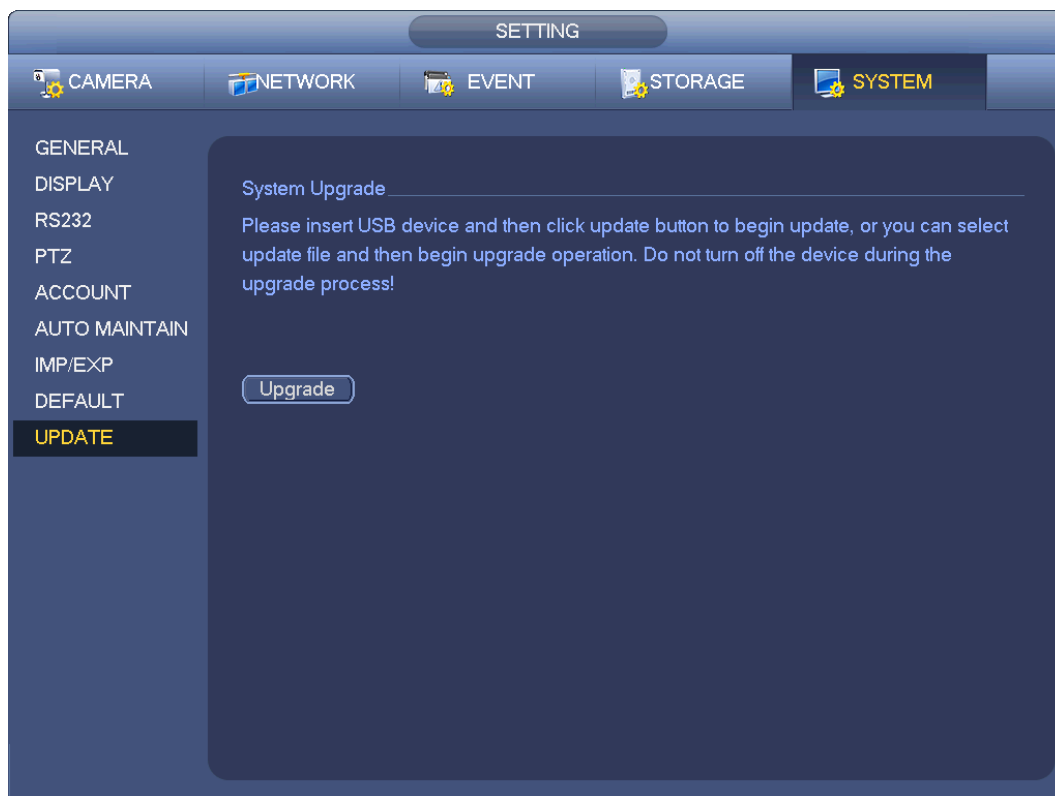 SETTING
CAMERA NETWORK EVENT STORAGE SYSTEM
GENERAL
DISPLAY
RS232
PTZ
ACCOUNT
AUTO MAINTAIN
IMP/EXP
DEFAULT
UPDATE
System Upgrade
Please insert USB device and then click update button to begin update, or you can select
update file and then begin upgrade operation. Do not turn off the device during the
upgrade process!
Upgrade